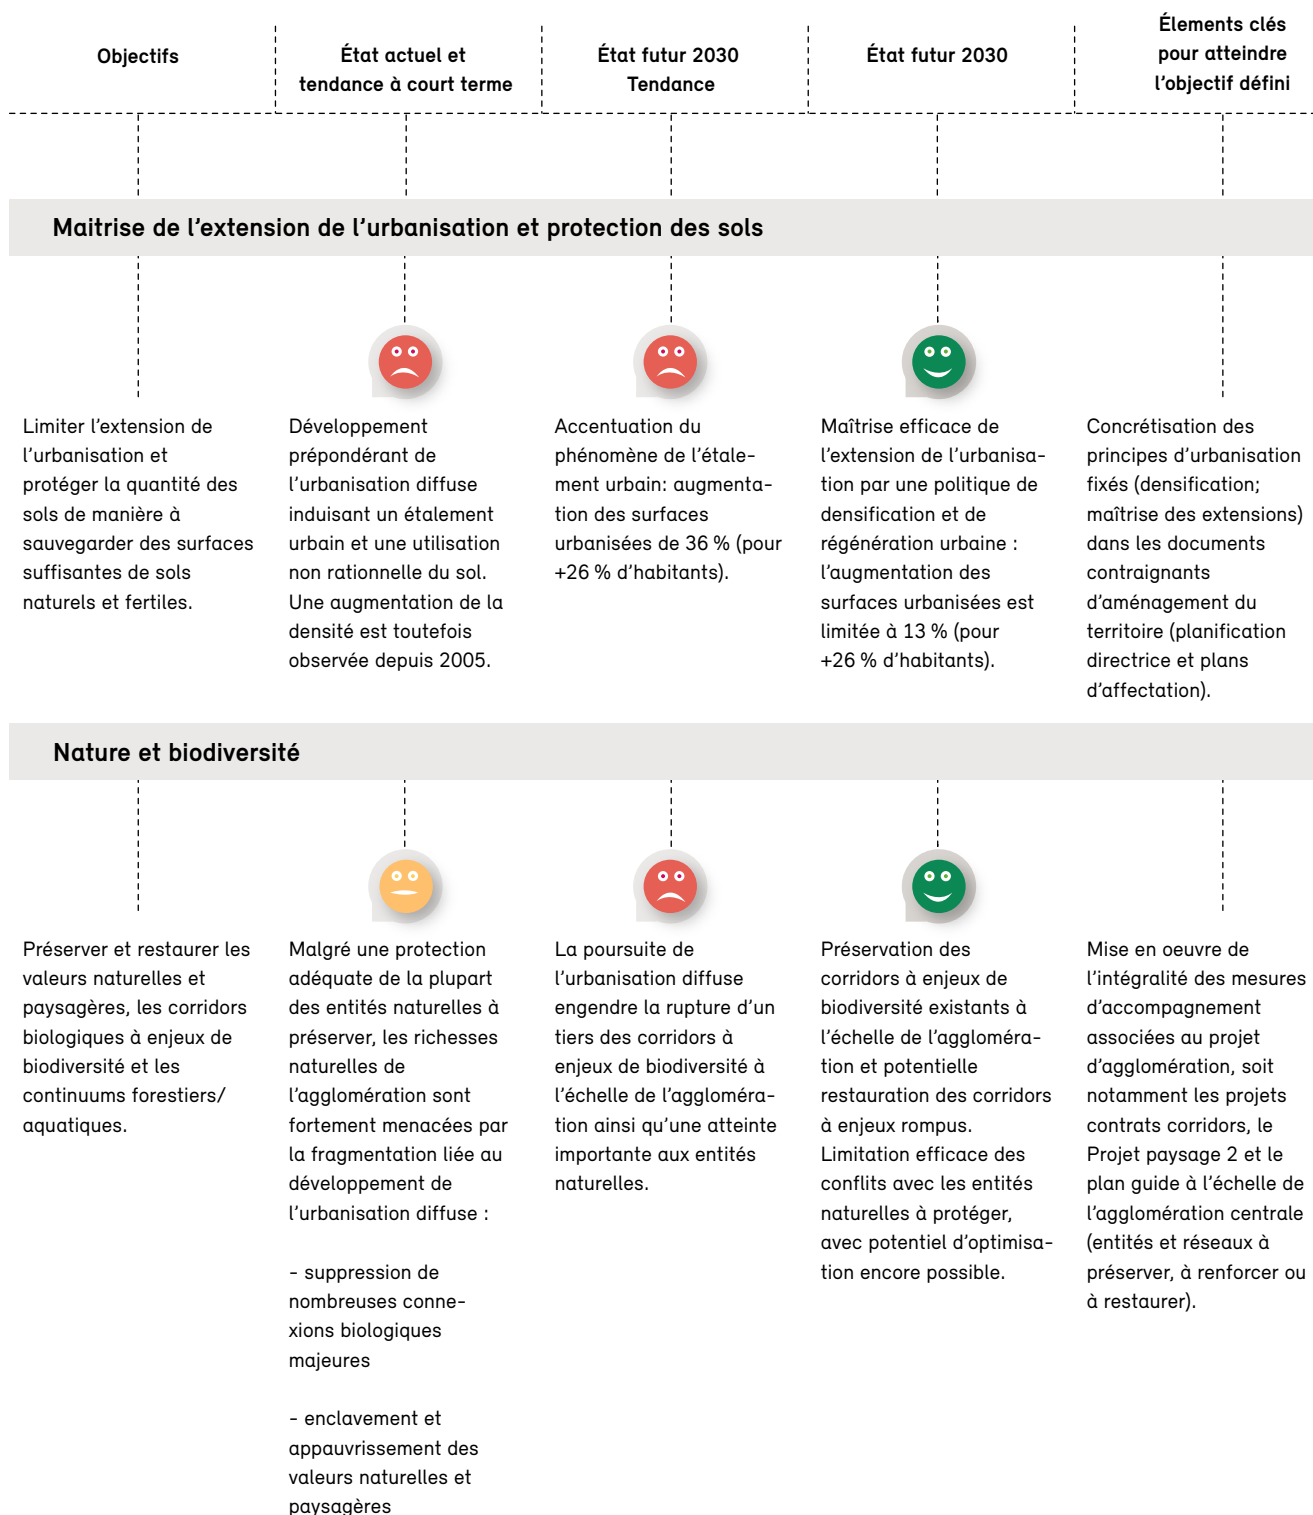 Objectifs
État actuel et
tendance à court terme
État futur 2030
Tendance
État futur 2030
Élements clés
pour atteindre
l'objectif défini
Maitrise de l'extension de l'urbanisation et protection des sols
Limiter l'extension de
l'urbanisation et
protéger la quantité des
sols de manière à
sauvegarder des surfaces
suffisantes de sols
naturels et fertiles.
Développement
prépondérant de
l'urbanisation diffuse
induisant un étalement
urbain et une utilisation
non rationnelle du sol.
Une augmentation de la
densité est toutefois
observée depuis 2005.
Accentuation du
phénomène de l'étale-
ment urbain: augmenta-
tion des surfaces
urbanisées de 36 % (pour
+26 % d'habitants).
Maîtrise efficace de
l'extension de l'urbanisa-
tion par une politique de
densification et de
régénération urbaine :
l'augmentation des
surfaces urbanisées est
limitée à 13 % (pour
+26 % d'habitants).
Concrétisation des
principes d'urbanisation
fixés (densification;
maîtrise des extensions)
dans les documents
contraignants
d'aménagement du
territoire (planification
directrice et plans
d'affectation).
Nature et biodiversité
Préserver et restaurer les
valeurs naturelles et
paysagères, les corridors
biologiques à enjeux de
biodiversité et les
continuums forestiers/
aquatiques.
Malgré une protection
adéquate de la plupart
des entités naturelles à
préserver, les richesses
naturelles de
l'agglomération sont
fortement menacées par
la fragmentation liée au
développement de
l'urbanisation diffuse :
- suppression de
nombreuses conne-
xions biologiques
majeures
- enclavement et
appauvrissement des
valeurs naturelles et
paysagères
La poursuite de
l'urbanisation diffuse
engendre la rupture d'un
tiers des corridors à
enjeux de biodiversité à
l'échelle de l'aggloméra-
tion ainsi qu'une atteinte
importante aux entités
naturelles.
Préservation des
corridors à enjeux de
biodiversité existants à
l'échelle de l'aggloméra-
tion et potentielle
restauration des corridors
à enjeux rompus.
Limitation efficace des
conflits avec les entités
naturelles à protéger,
avec potentiel d'optimisa-
tion encore possible.
Mise en oeuvre de
l'intégralité des mesures
d'accompagnement
associées au projet
d'agglomération, soit
notamment les projets
contrats corridors, le
Projet paysage 2 et le
plan guide à l'échelle de
l'agglomération centrale
(entités et réseaux à
préserver, à renforcer ou
à restaurer).